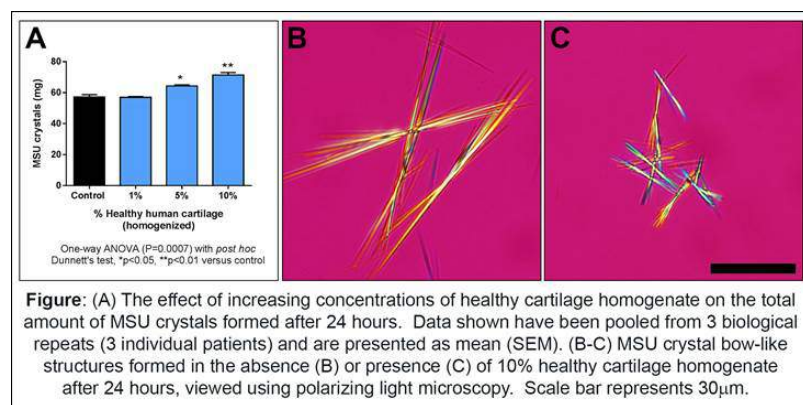 A
B
C
MSU crystals (mg)
80
60
40
20
0
Control 1% 5% 10%
*
**
% Healthy human cartilage
(homogenized)
One-way ANOVA (P=0.0007) with post hoc
Dunnett's test, *p<0.05, **p<0.01 versus control
Figure: (A) The effect of increasing concentrations of healthy cartilage homogenate on the total
amount of MSU crystals formed after 24 hours. Data shown have been pooled from 3 biological
repeats (3 individual patients) and are presented as mean (SEM). (B-C) MSU crystal bow-like
structures formed in the absence (B) or presence (C) of 10% healthy cartilage homogenate
after 24 hours, viewed using polarizing light microscopy. Scale bar represents 30μm.